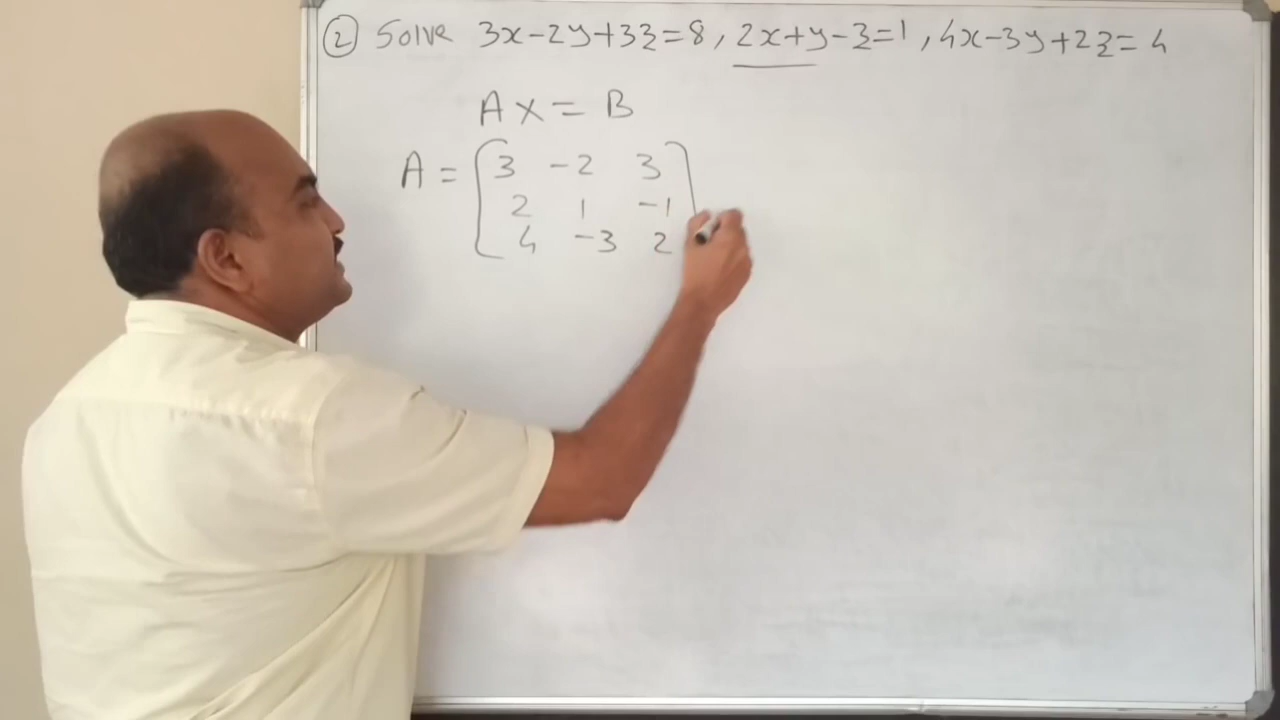 ② Solve 3x-2y+3z=8, 2x+y-z=1, 4x-3y+2z=4
AX = B
A = [3 -2 3
2 1 -1
4 -3 2]